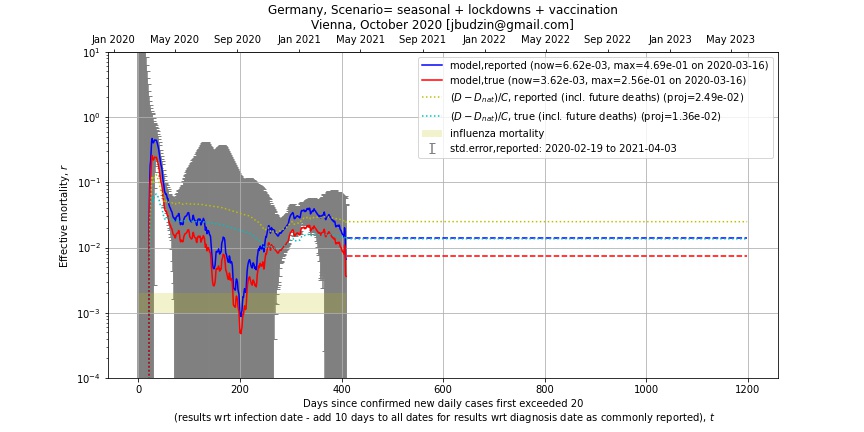 Germany, Scenario= seasonal + lockdowns + vaccination
Vienna, October 2020 [jbudzin@gmail.com]
Jan 2020 May 2020 Sep 2020 Jan 2021 May 2021 Sep 2021 Jan 2022 May 2022 Sep 2022 Jan 2023 May 2023
10¹
model,reported (now=6.62e-03, max=4.69e-01 on 2020-03-16)
model,true (now=3.62e-03, max=2.56e-01 on 2020-03-16)
(D − Dₙₐₜ)/C, reported (incl. future deaths) (proj=2.49e-02)
(D − Dₙₐₜ)/C, true (incl. future deaths) (proj=1.36e-02)
influenza mortality
std.error,reported: 2020-02-19 to 2021-04-03
10⁰
10⁻¹
10⁻²
10⁻³
10⁻⁴
Effective mortality, r
0 200 400 600 800 1000 1200
Days since confirmed new daily cases first exceeded 20
(results wrt infection date - add 10 days to all dates for results wrt diagnosis date as commonly reported), t